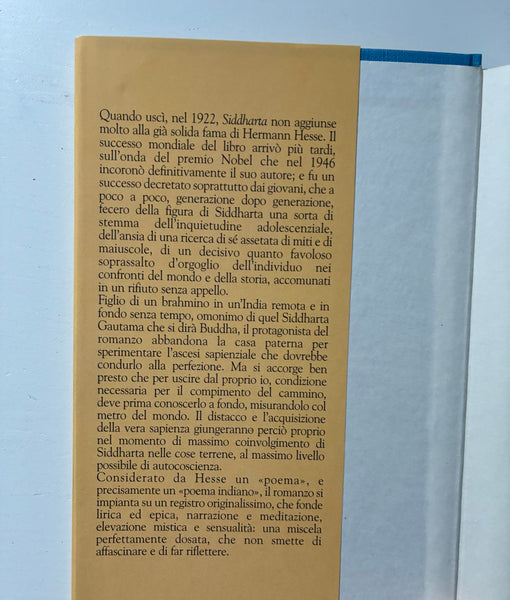 Quando uscì, nel 1922, Siddharta non aggiunse
molto alla già solida fama di Hermann Hesse. Il
successo mondiale del libro arrivò più tardi,
sull'onda del premio Nobel che nel 1946
incoronò definitivamente il suo autore; e fu un
successo decretato soprattutto dai giovani, che a
poco a poco, generazione dopo generazione,
fecero della figura di Siddharta una sorta di
stemma dell'inquietudine adolescenziale,
dell'ansia di una ricerca di sé assetata di miti e di
maiuscole, di un decisivo quanto favoloso
soprassalto d'orgoglio dell'individuo nei
confronti del mondo e della storia, accomunati
in un rifiuto senza appello.
Figlio di un brahmino in un'India remota e in
fondo senza tempo, omonimo di quel Siddharta
Gautama che si dirà Buddha, il protagonista del
romanzo abbandona la casa paterna per
sperimentare l'ascesi sapienziale che dovrebbe
condurlo alla perfezione. Ma si accorge ben
presto che per uscire dal proprio io, condizione
necessaria per il compimento del cammino,
deve prima conoscerlo a fondo, misurandolo col
metro del mondo. Il distacco e l'acquisizione
della vera sapienza giungeranno perciò proprio
nel momento di massimo coinvolgimento di
Siddharta nelle cose terrene, al massimo livello
possibile di autocoscienza.
Considerato da Hesse un «poema», e
precisamente un «poema indiano», il romanzo si
impianta su un registro originalissimo, che fonde
lirica ed epica, narrazione e meditazione,
elevazione mistica e sensualità: una miscela
perfettamente dosata, che non smette di
affascinare e di far riflettere.